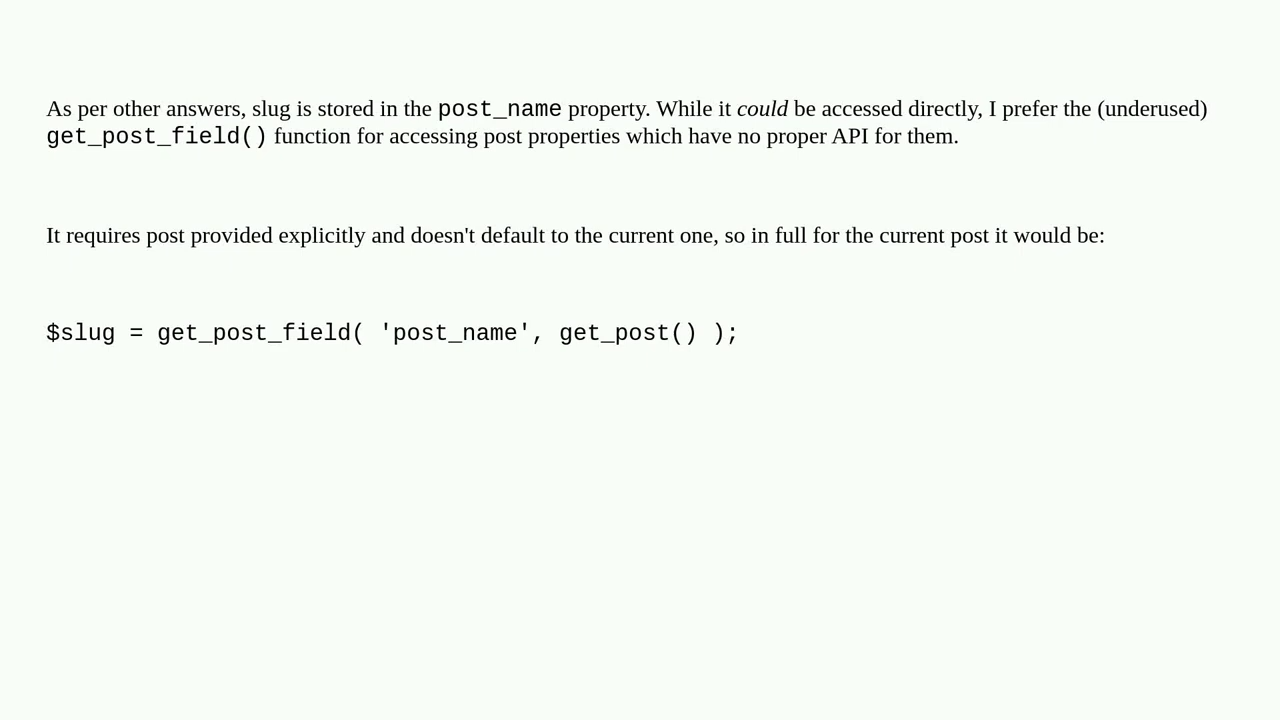 As per other answers, slug is stored in the post_name property. While it could be accessed directly, I prefer the (underused)
get_post_field() function for accessing post properties which have no proper API for them.
It requires post provided explicitly and doesn't default to the current one, so in full for the current post it would be:
$slug = get_post_field( 'post_name', get_post() );